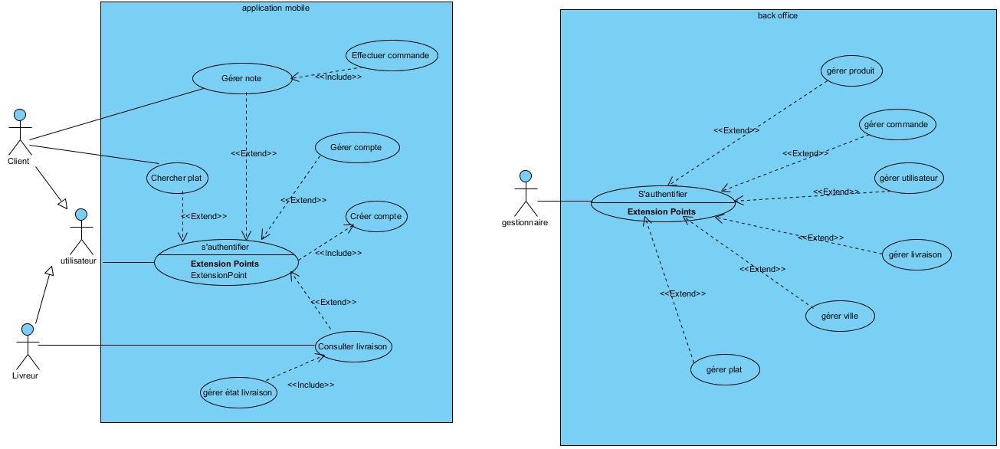 application mobile
Effectuer commande
<<Include>>
Gérer note
Client
<<Extend>>
Gérer compte
Chercher plat
<<Extend>>
<<Extend>>
Créer compte
utilisateur
s'authentifier
Extension Points
ExtensionPoint
<<Include>>
<<Extend>>
Consulter livraison
Livreur
<<Include>>
gérer état livraison
back office
gérer produit
<<Extend>>
gérer commande
<<Extend>>
gérer utilisateur
<<Extend>>
gestionnaire
S'authentifier
Extension Points
<<Extend>>
gérer livraison
<<Extend>>
gérer ville
<<Extend>>
gérer plat